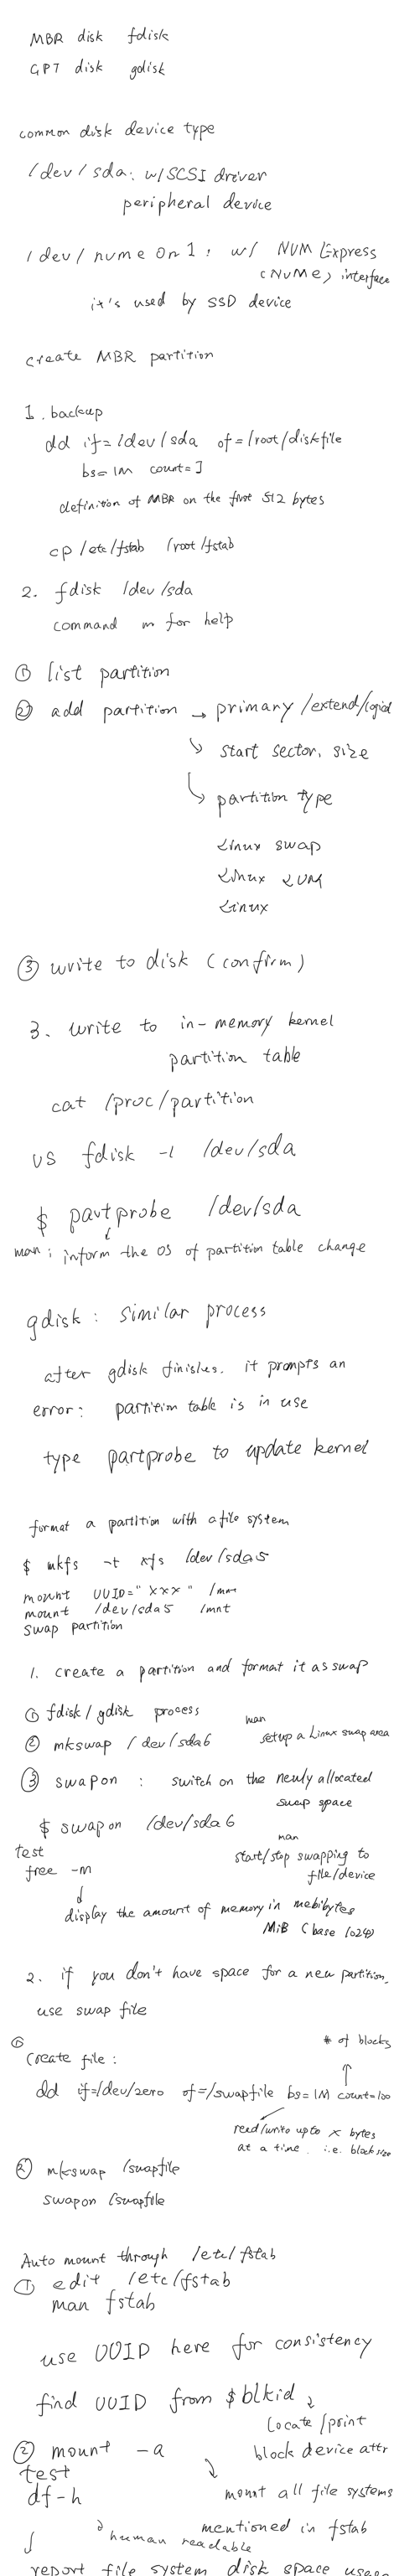 MBR disk fdisk
GPT disk gdisk
common disk device type
/dev/sda: w/SCSI driver
peripheral device
/dev/nvme0n1: w/ NVM Express
(NVMe) interface
it's used by SSD device
create MBR partition
1. backup
dd if=/dev/sda of=/root/diskfile
bs=1M count=1
definition of MBR on the first 512 bytes
cp /etc/fstab /root/fstab
2. fdisk /dev/sda
command m for help
① list partition
② add partition → primary/extend/logical
↳ start sector, size
↳ partition type
Linux swap
Linux LVM
Linux
③ write to disk (confirm)
3. write to in-memory kernel
partition table
cat /proc/partition
vs fdisk -l /dev/sda
$ partprobe /dev/sda
man: inform the OS of partition table change
gdisk: similar process
after gdisk finishes, it prompts an
error: partition table is in use
type partprobe to update kernel
format a partition with a file system
$ mkfs -t xfs /dev/sda5
mount UUID="xxx" /mnt
mount /dev/sda5 /mnt
swap partition
1. create a partition and format it as swap
① fdisk/gdisk process
man
② mkswap /dev/sda6 setup a Linux swap area
③ swapon: switch on the newly allocated
swap space
$ swapon /dev/sda6
man
test start/stop swapping to
free -m file/device
↓
display the amount of memory in mebibytes
MiB (base 1024)
2. if you don't have space for a new partition,
use swap file
① # of blocks
create file: ↑
dd if=/dev/zero of=/swapfile bs=1M count=100
read/write up to x bytes
at a time. i.e. block size
② mkswap /swapfile
swapon /swapfile
Auto mount through /etc/fstab
① edit /etc/fstab
man fstab
use UUID here for consistency
find UUID from $blkid
locate/print
② mount -a block device attr
test
df -h mount all file systems
mentioned in fstab
human readable
report file system disk space usage